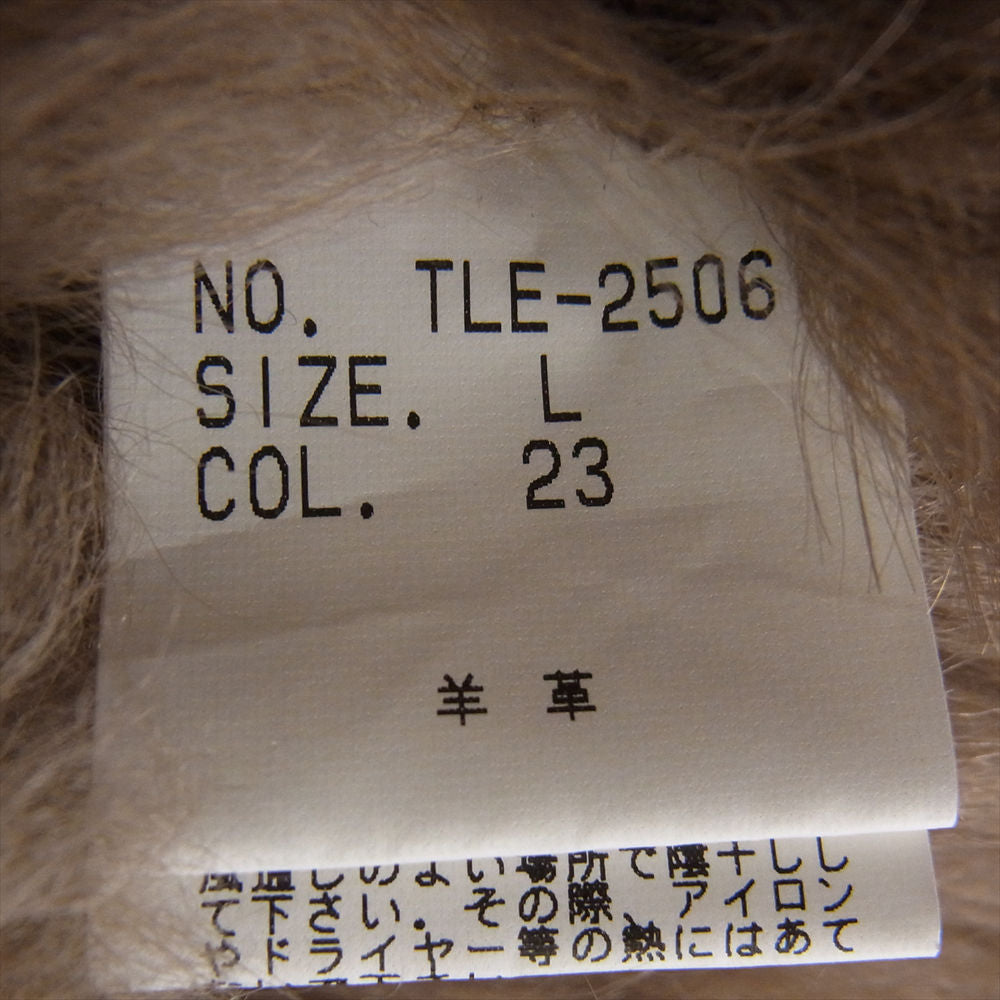 NO. TLE-2506
SIZE. L
COL. 23
羊 革
風通しのよい場所で陰干し
て下さい。その際、アイロン
やドライヤー等の熱にはあて